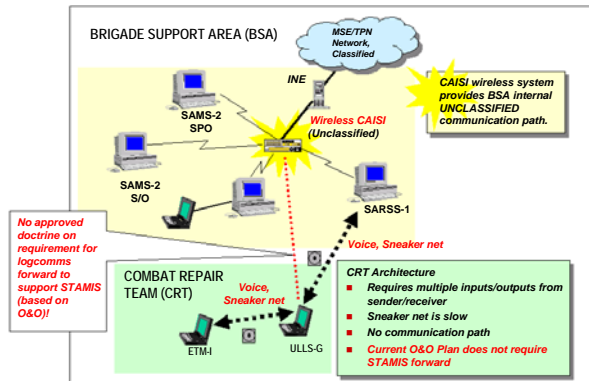 BRIGADE SUPPORT AREA (BSA)
MSE/TPN
Network,
Classified
INE
CAISI wireless system
provides BSA internal
UNCLASSIFIED
communication path.
SAMS-2
SPO
Wireless CAISI
(Unclassified)
SAMS-2
S/O
SARSS-1
No approved
doctrine on
requirement for
logcomms
forward to
support STAMIS
(based on
O&O)!
Voice, Sneaker net
COMBAT REPAIR
TEAM (CRT)
Voice,
Sneaker net
ETM-I
ULLS-G
CRT Architecture
Requires multiple inputs/outputs from
sender/receiver
Sneaker net is slow
No communication path
Current O&O Plan does not require
STAMIS forward